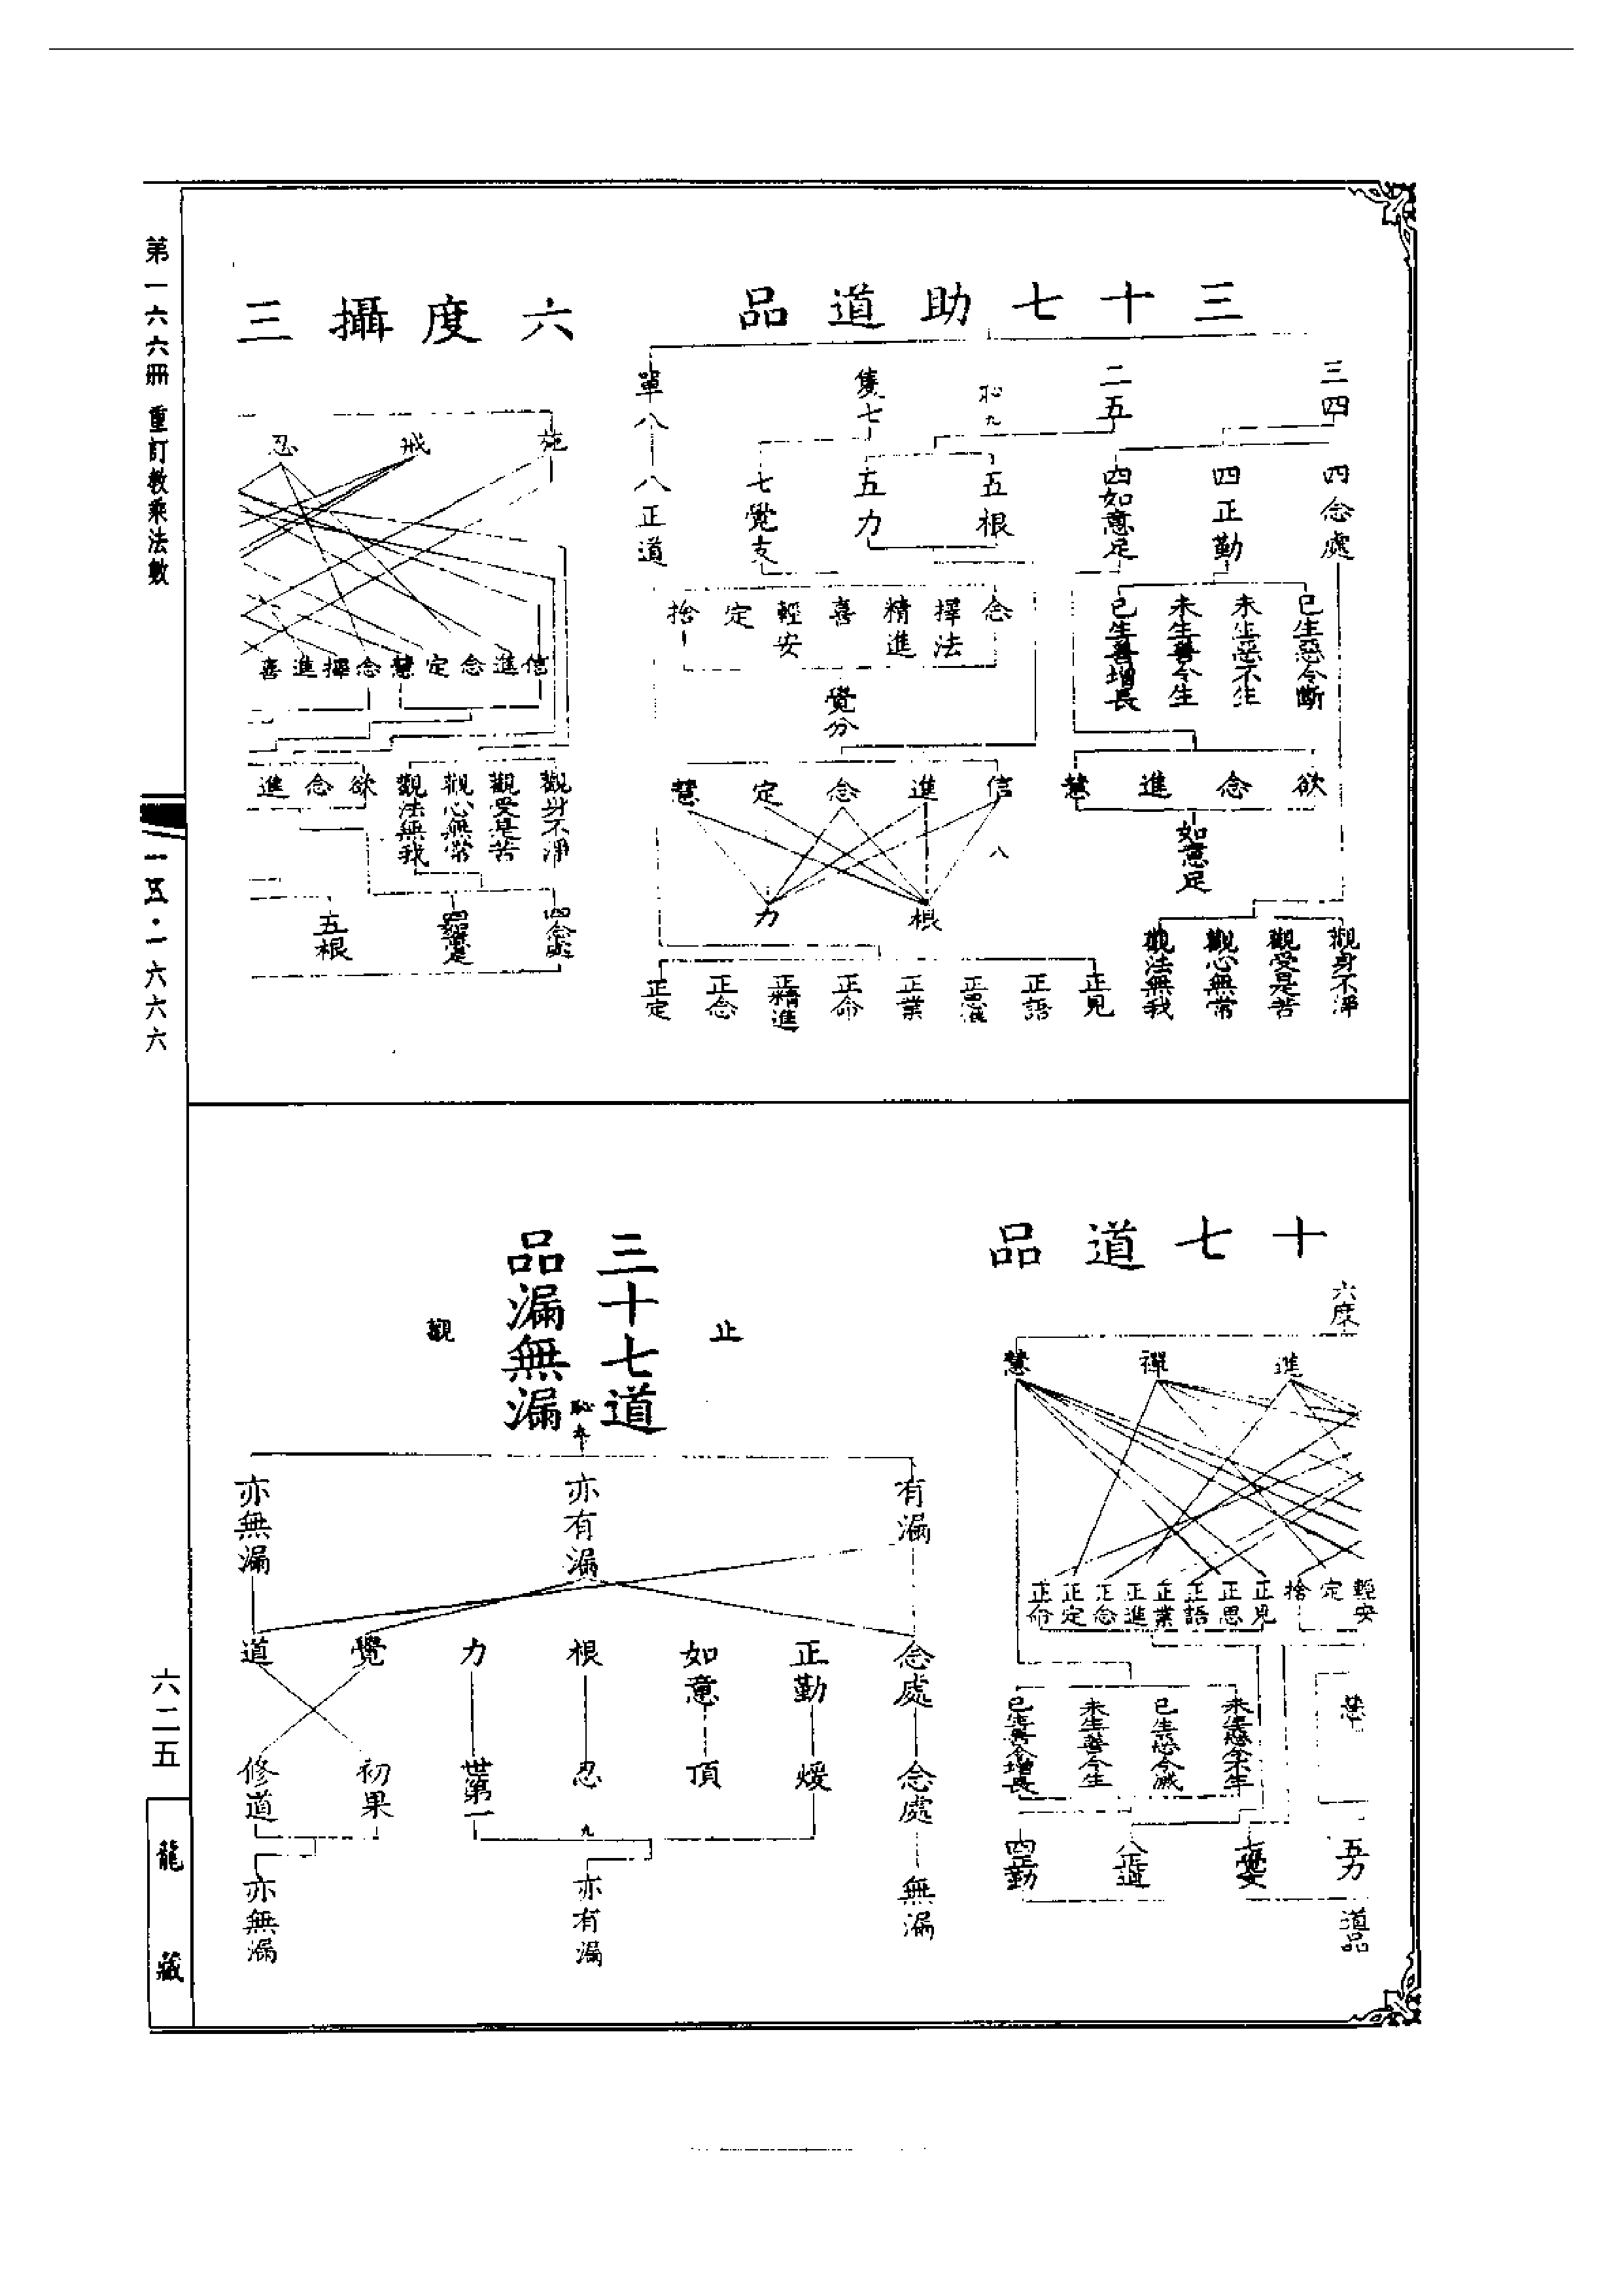 三十七助道品
三四
二五
恥九
隻七
單八
四念處
四正勤
四如意足
五根
五力
七覺支
八正道
已生惡令斷
未生惡不生
未生善令生
已生善增長
念
擇法
精進
喜
輕安
定
捨
覺分
欲
念
進
慧
如意足
信
進
念
定
慧
八
根
力
觀身不淨
觀受是苦
觀心無常
觀法無我
正見
正語
正業
正命
正精進
正念
正定
六度攝三
施
戒
忍
信
進
念
定
慧
念
擇
進
喜
觀身不淨
觀受是苦
觀心無常
觀法無我
欲
念
進
四念處
五根
十七道品
六度
進
禪
慧
輕安
定
捨
正見
正思
正語
正業
正進
正念
正定
正命
慧
未生惡令不生
已生惡令滅
未生善令生
已生善令增長
五力
七覺支
八正道
四正勤
道品
止
三十七道
品漏無漏
觀
恥九
有漏
亦有漏
亦無漏
念處
正勤
如意
根
力
覺
道
念處
煖
頂
忍
世第一
初果
修道
九
無漏
亦有漏
亦無漏
第一六六冊 重訂教乘法數
一五·一六六六
六二五
龍藏